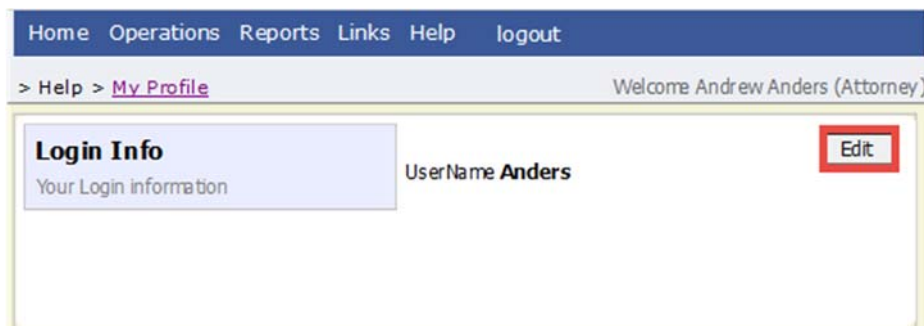 Home Operations Reports Links Help logout
> Help > My Profile Welcome Andrew Anders (Attorney)
Login Info
Your Login information
UserName Anders
Edit